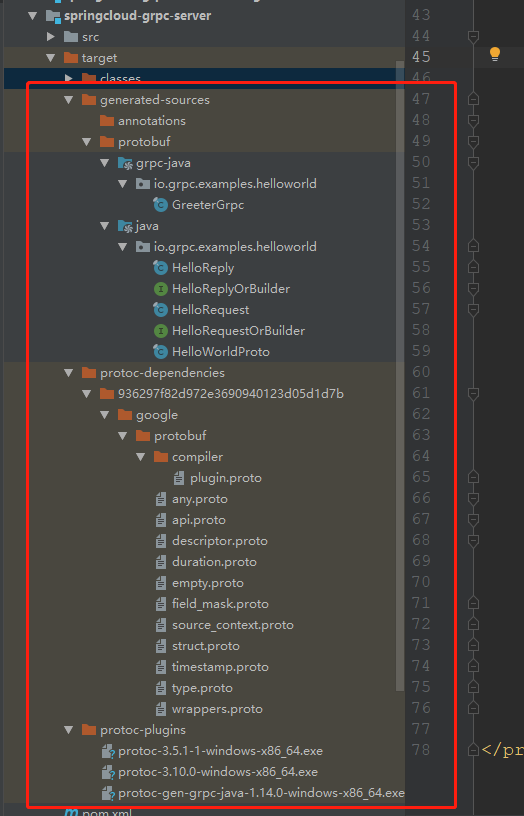 springcloud-grpc-server
src
target
classes
generated-sources
annotations
protobuf
grpc-java
io.grpc.examples.helloworld
GreeterGrpc
java
io.grpc.examples.helloworld
HelloReply
HelloReplyOrBuilder
HelloRequest
HelloRequestOrBuilder
HelloWorldProto
protoc-dependencies
936297f82d972e3690940123d05d1d7b
google
protobuf
compiler
plugin.proto
any.proto
api.proto
descriptor.proto
duration.proto
empty.proto
field_mask.proto
source_context.proto
struct.proto
timestamp.proto
type.proto
wrappers.proto
protoc-plugins
protoc-3.5.1-1-windows-x86_64.exe
protoc-3.10.0-windows-x86_64.exe
protoc-gen-grpc-java-1.14.0-windows-x86_64.exe
pom.xml
43
44
45
46
47
48
49
50
51
52
53
54
55
56
57
58
59
60
61
62
63
64
65
66
67
68
69
70
71
72
73
74
75
76
77
78
</pr